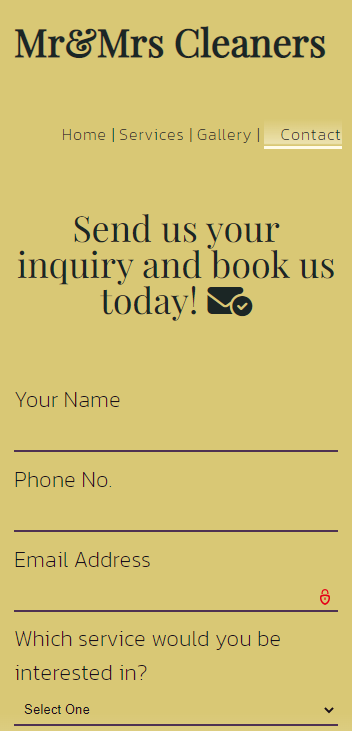 Mr&Mrs Cleaners
Home | Services | Gallery | Contact
Send us your
inquiry and book us
today!
Your Name
Phone No.
Email Address
Which service would you be
interested in?
Select One